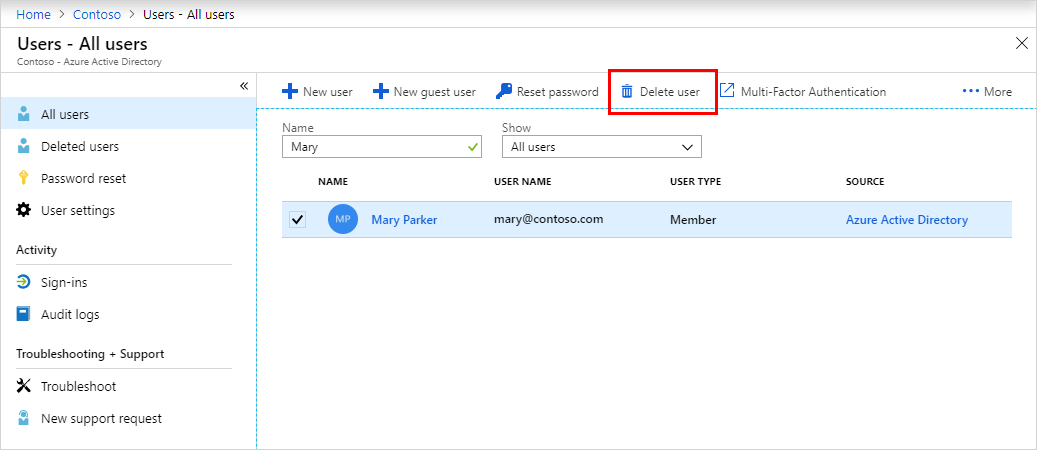 Home > Contoso > Users - All users
Users - All users
Contoso - Azure Active Directory
«
All users
Deleted users
Password reset
User settings
Activity
Sign-ins
Audit logs
Troubleshooting + Support
Troubleshoot
New support request
New user New guest user Reset password Delete user Multi-Factor Authentication ••• More
Name Show
Mary All users
NAME USER NAME USER TYPE SOURCE
MP Mary Parker mary@contoso.com Member Azure Active Directory